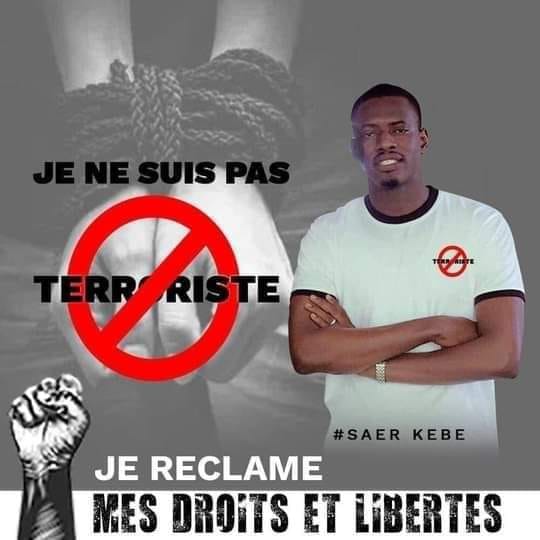 JE NE SUIS PAS
TERRORISTE
TERRORISTE
#SAER KEBE
JE RECLAME
MES DROITS ET LIBERTES